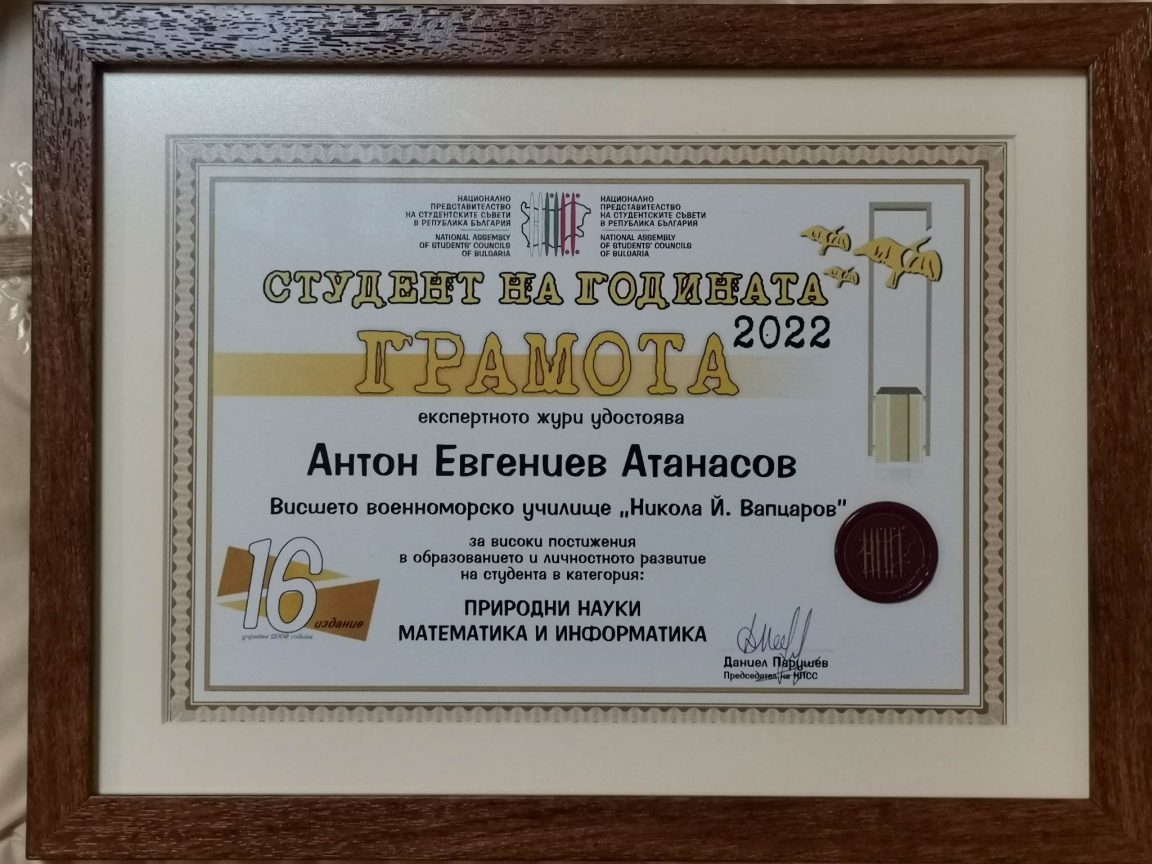 НАЦИОНАЛНО
ПРЕДСТАВИТЕЛСТВО
НА СТУДЕНТСКИТЕ СЪВЕТИ
В РЕПУБЛИКА БЪЛГАРИЯ
NATIONAL ASSEMBLY
OF STUDENTS' COUNCILS
OF BULGARIA
НАЦИОНАЛНО
ПРЕДСТАВИТЕЛСТВО
НА СТУДЕНТСКИТЕ СЪВЕТИ
В РЕПУБЛИКА БЪЛГАРИЯ
NATIONAL ASSEMBLY
OF STUDENTS' COUNCILS
OF BULGARIA
СТУДЕНТ НА ГОДИНАТА
2022
ГРАМОТА
експертното жури удостоява
Антон Евгениев Атанасов
Висшето военноморско училище „Никола Й. Вапцаров”
за високи постижения
в образованието и личностното развитие
на студента в категория:
ПРИРОДНИ НАУКИ
МАТЕМАТИКА И ИНФОРМАТИКА
16
издание
учреден 2006 година
Даниел Парушев
Председател на НПСС